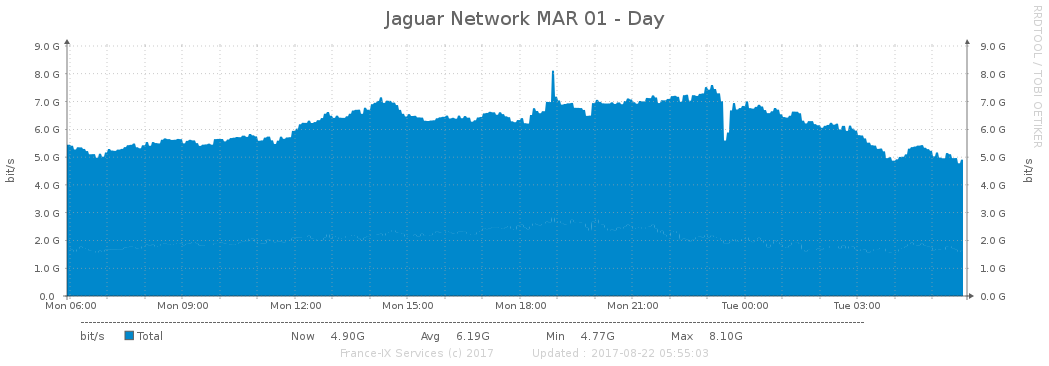 Jaguar Network MAR 01 - Day
RRDTOOL / TOBI OETIKER
9.0 G 9.0 G
8.0 G 8.0 G
7.0 G 7.0 G
6.0 G 6.0 G
5.0 G 5.0 G
4.0 G 4.0 G
3.0 G 3.0 G
2.0 G 2.0 G
1.0 G 1.0 G
0.0 0.0 G
bit/s
bit/s
Mon 06:00 Mon 09:00 Mon 12:00 Mon 15:00 Mon 18:00 Mon 21:00 Tue 00:00 Tue 03:00
bit/s Total Now 4.90G Avg 6.19G Min 4.77G Max 8.10G
France-IX Services (c) 2017 Updated : 2017-08-22 05:55:03